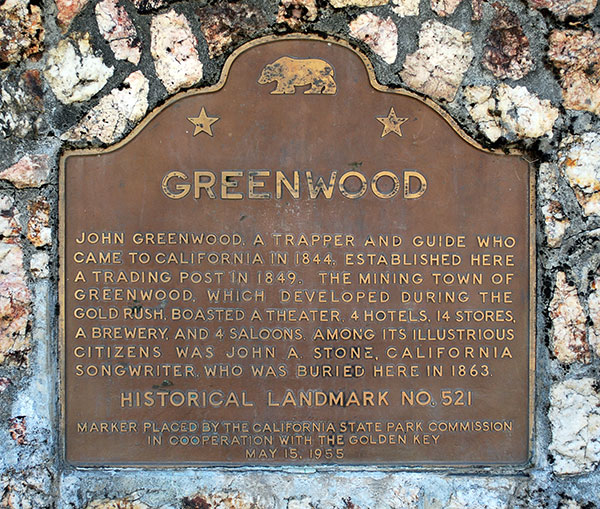 GREENWOOD
JOHN GREENWOOD, A TRAPPER AND GUIDE WHO
CAME TO CALIFORNIA IN 1844, ESTABLISHED HERE
A TRADING POST IN 1849. THE MINING TOWN OF
GREENWOOD, WHICH DEVELOPED DURING THE
GOLD RUSH, BOASTED A THEATER, 4 HOTELS, 14 STORES,
A BREWERY, AND 4 SALOONS. AMONG ITS ILLUSTRIOUS
CITIZENS WAS JOHN A. STONE, CALIFORNIA
SONGWRITER, WHO WAS BURIED HERE IN 1863.
HISTORICAL LANDMARK NO. 521
MARKER PLACED BY THE CALIFORNIA STATE PARK COMMISSION
IN COOPERATION WITH THE GOLDEN KEY
MAY 15, 1955